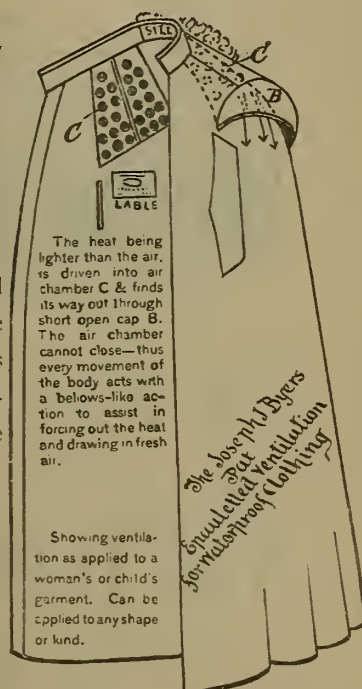 SILL
C
C
B
LABLE
The heat being
lighter than the air,
is driven into air
chamber C & finds
its way out through
short open cap B.
The air chamber
cannot close—thus
every movement of
the body acts with
a bellows-like ac-
tion to assist in
forcing out the heat
and drawing in fresh
air.
The Joseph J Byers
Pat
Epauletted Ventilation
for Waterproof Clothing
Showing ventila-
tion as applied to a
woman's or child's
garment. Can be
applied to any shape
or kind.